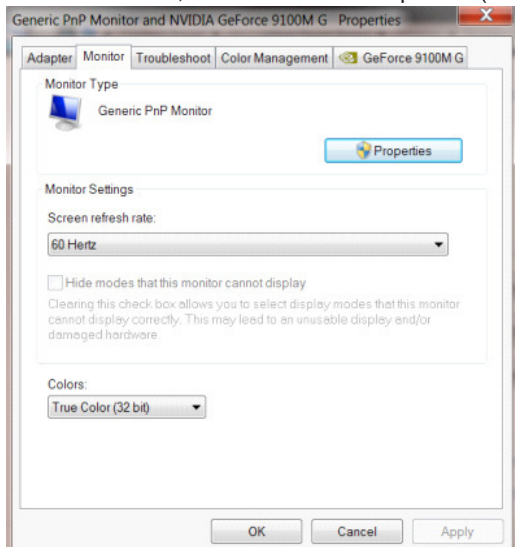 Generic PnP Monitor and NVIDIA GeForce 9100M G Properties
X
Adapter Monitor Troubleshoot Color Management GeForce 9100M G
Monitor Type
Generic PnP Monitor
Properties
Monitor Settings
Screen refresh rate:
60 Hertz
Hide modes that this monitor cannot display
Clearing this check box allows you to select display modes that this monitor
cannot display correctly. This may lead to an unusable display and/or
damaged hardware.
Colors:
True Color (32 bit)
OK Cancel Apply